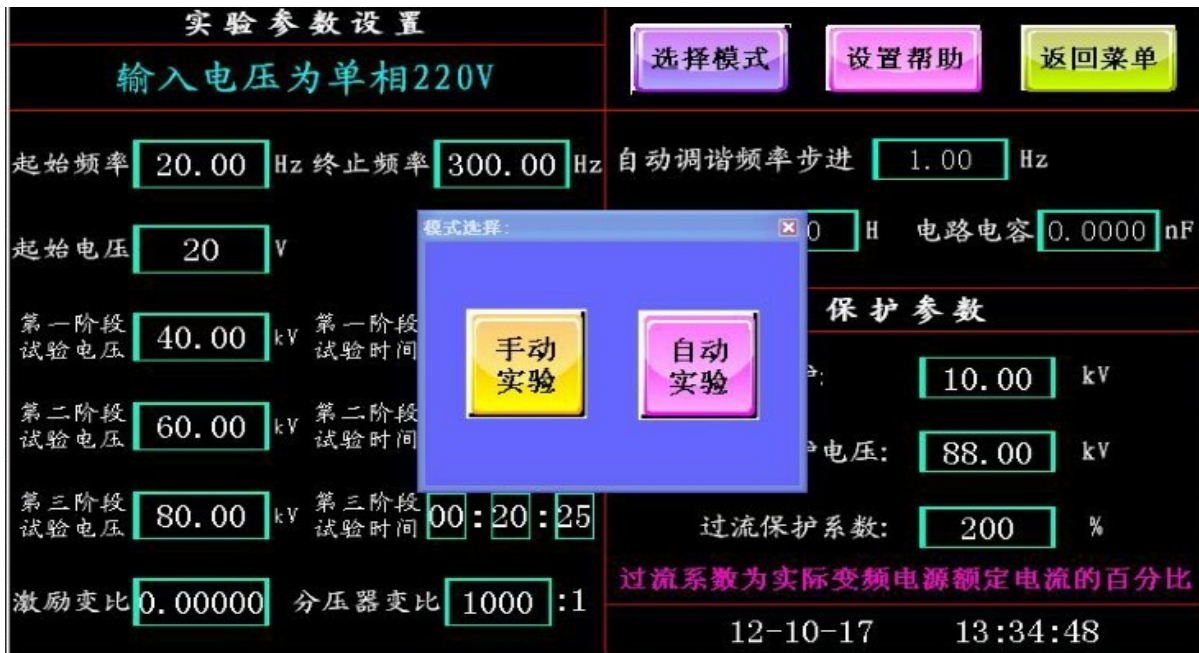 实验参数设置
输入电压为单相220V
选择模式 设置帮助 返回菜单
起始频率 20.00 Hz 终止频率 300.00 Hz
自动调谐频率步进 1.00 Hz
起始电压 20 V
0 H 电路电容 0.0000 nF
模式选择:
手动
实验
自动
实验
第一阶段
试验电压 40.00 kV
第一阶段
试验时间
第二阶段
试验电压 60.00 kV
第二阶段
试验时间
第三阶段
试验电压 80.00 kV
第三阶段
试验时间 00:20:25
激励变比 0.00000 分压器变比 1000 :1
保护参数
: 10.00 kV
电压: 88.00 kV
过流保护系数: 200 %
过流系数为实际变频电源额定电流的百分比
12-10-17 13:34:48